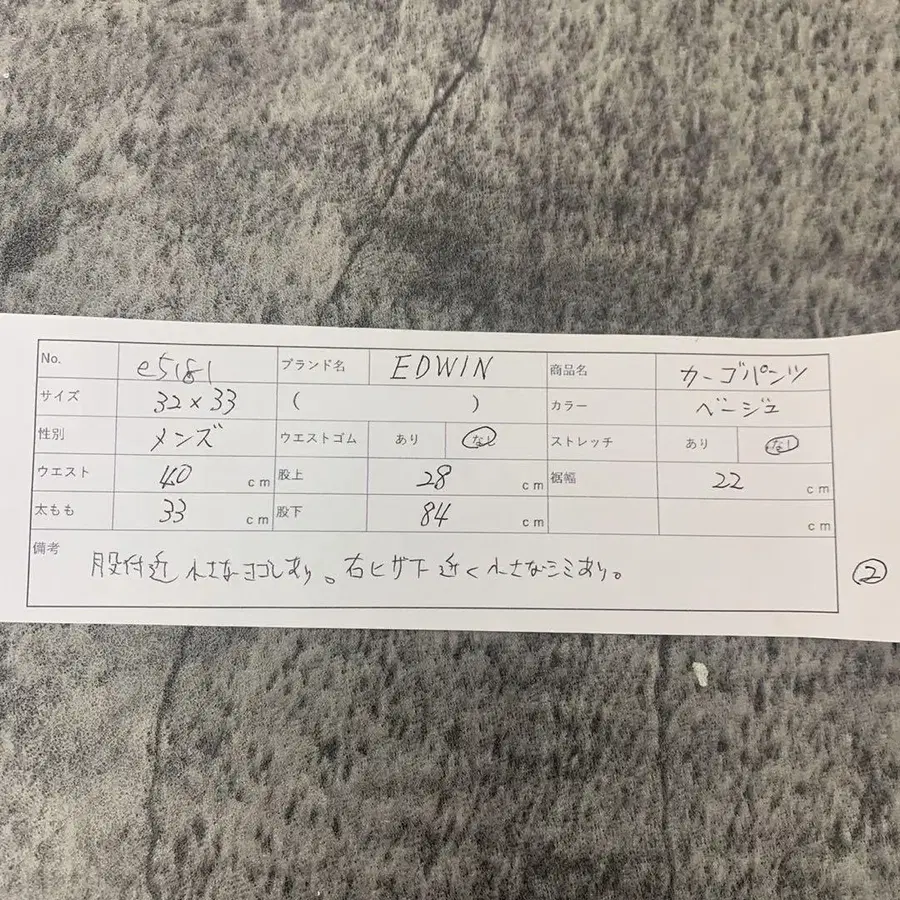 No. e5181 ブランド名 EDWIN 商品名 カーゴパンツ
サイズ 32×33 ( ) カラー ベージュ
性別 メンズ ウエストゴム あり なし ストレッチ あり なし
ウエスト 40 cm 股上 28 cm 裾幅 22 cm
太もも 33 cm 股下 84 cm cm
備考
股付近 小さなヨゴレあり。右ヒザ下近く小さなシミあり。
②